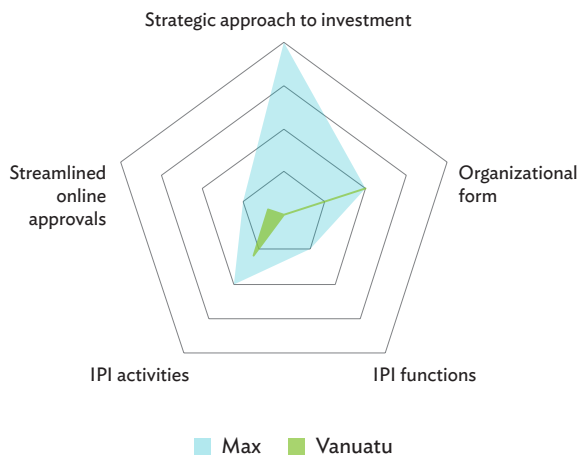 Strategic approach to investment
Streamlined
online
approvals
Organizational
form
IPI activities
IPI functions
Max
Vanuatu